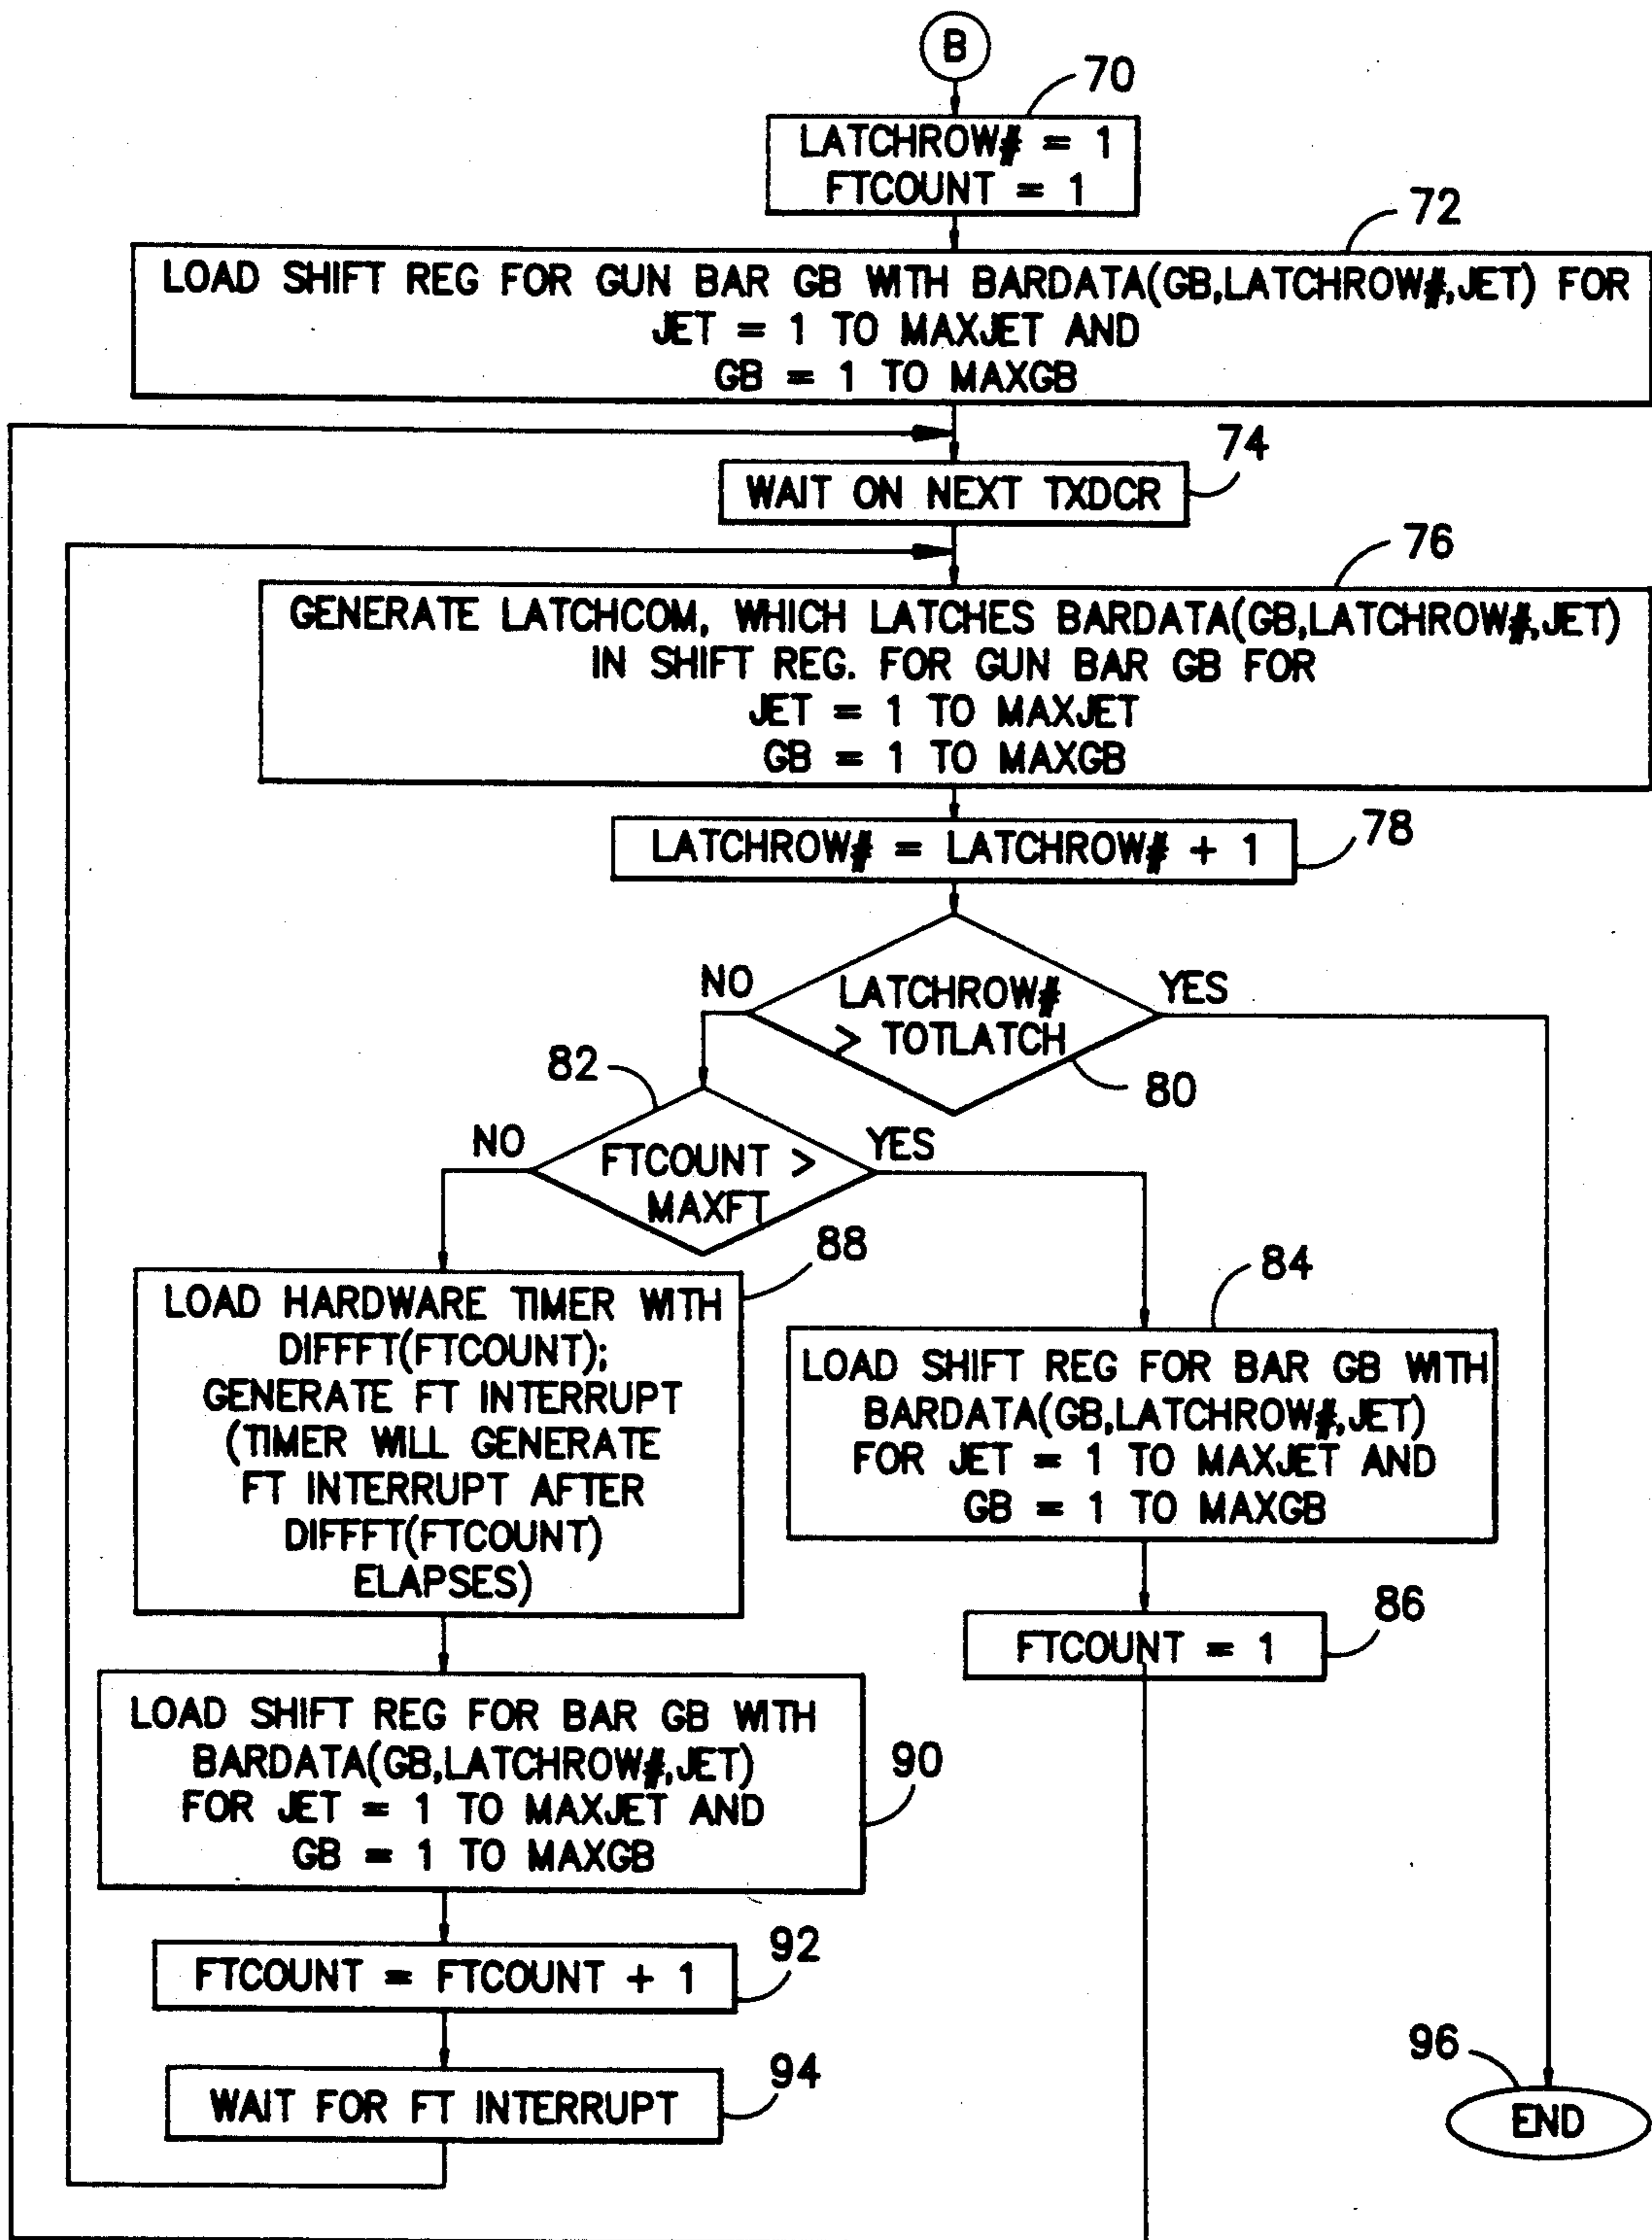 B
70
LATCHROW# = 1
FTCOUNT = 1
72
LOAD SHIFT REG FOR GUN BAR GB WITH BARDATA(GB,LATCHROW#,JET) FOR
JET = 1 TO MAXJET AND
GB = 1 TO MAXGB
74
WAIT ON NEXT TXDCR
76
GENERATE LATCHCOM, WHICH LATCHES BARDATA(GB,LATCHROW#,JET)
IN SHIFT REG. FOR GUN BAR GB FOR
JET = 1 TO MAXJET
GB = 1 TO MAXGB
LATCHROW# = LATCHROW# + 1
78
NO
LATCHROW#
> TOTLATCH
YES
80
82
NO
FTCOUNT >
MAXFT
YES
88
LOAD HARDWARE TIMER WITH
DIFFFT(FTCOUNT);
GENERATE FT INTERRUPT
(TIMER WILL GENERATE
FT INTERRUPT AFTER
DIFFFT(FTCOUNT)
ELAPSES)
84
LOAD SHIFT REG FOR BAR GB WITH
BARDATA(GB,LATCHROW#,JET)
FOR JET = 1 TO MAXJET AND
GB = 1 TO MAXGB
86
FTCOUNT = 1
LOAD SHIFT REG FOR BAR GB WITH
BARDATA(GB,LATCHROW#,JET)
FOR JET = 1 TO MAXJET AND
GB = 1 TO MAXGB
90
FTCOUNT = FTCOUNT + 1
92
WAIT FOR FT INTERRUPT
94
96
END